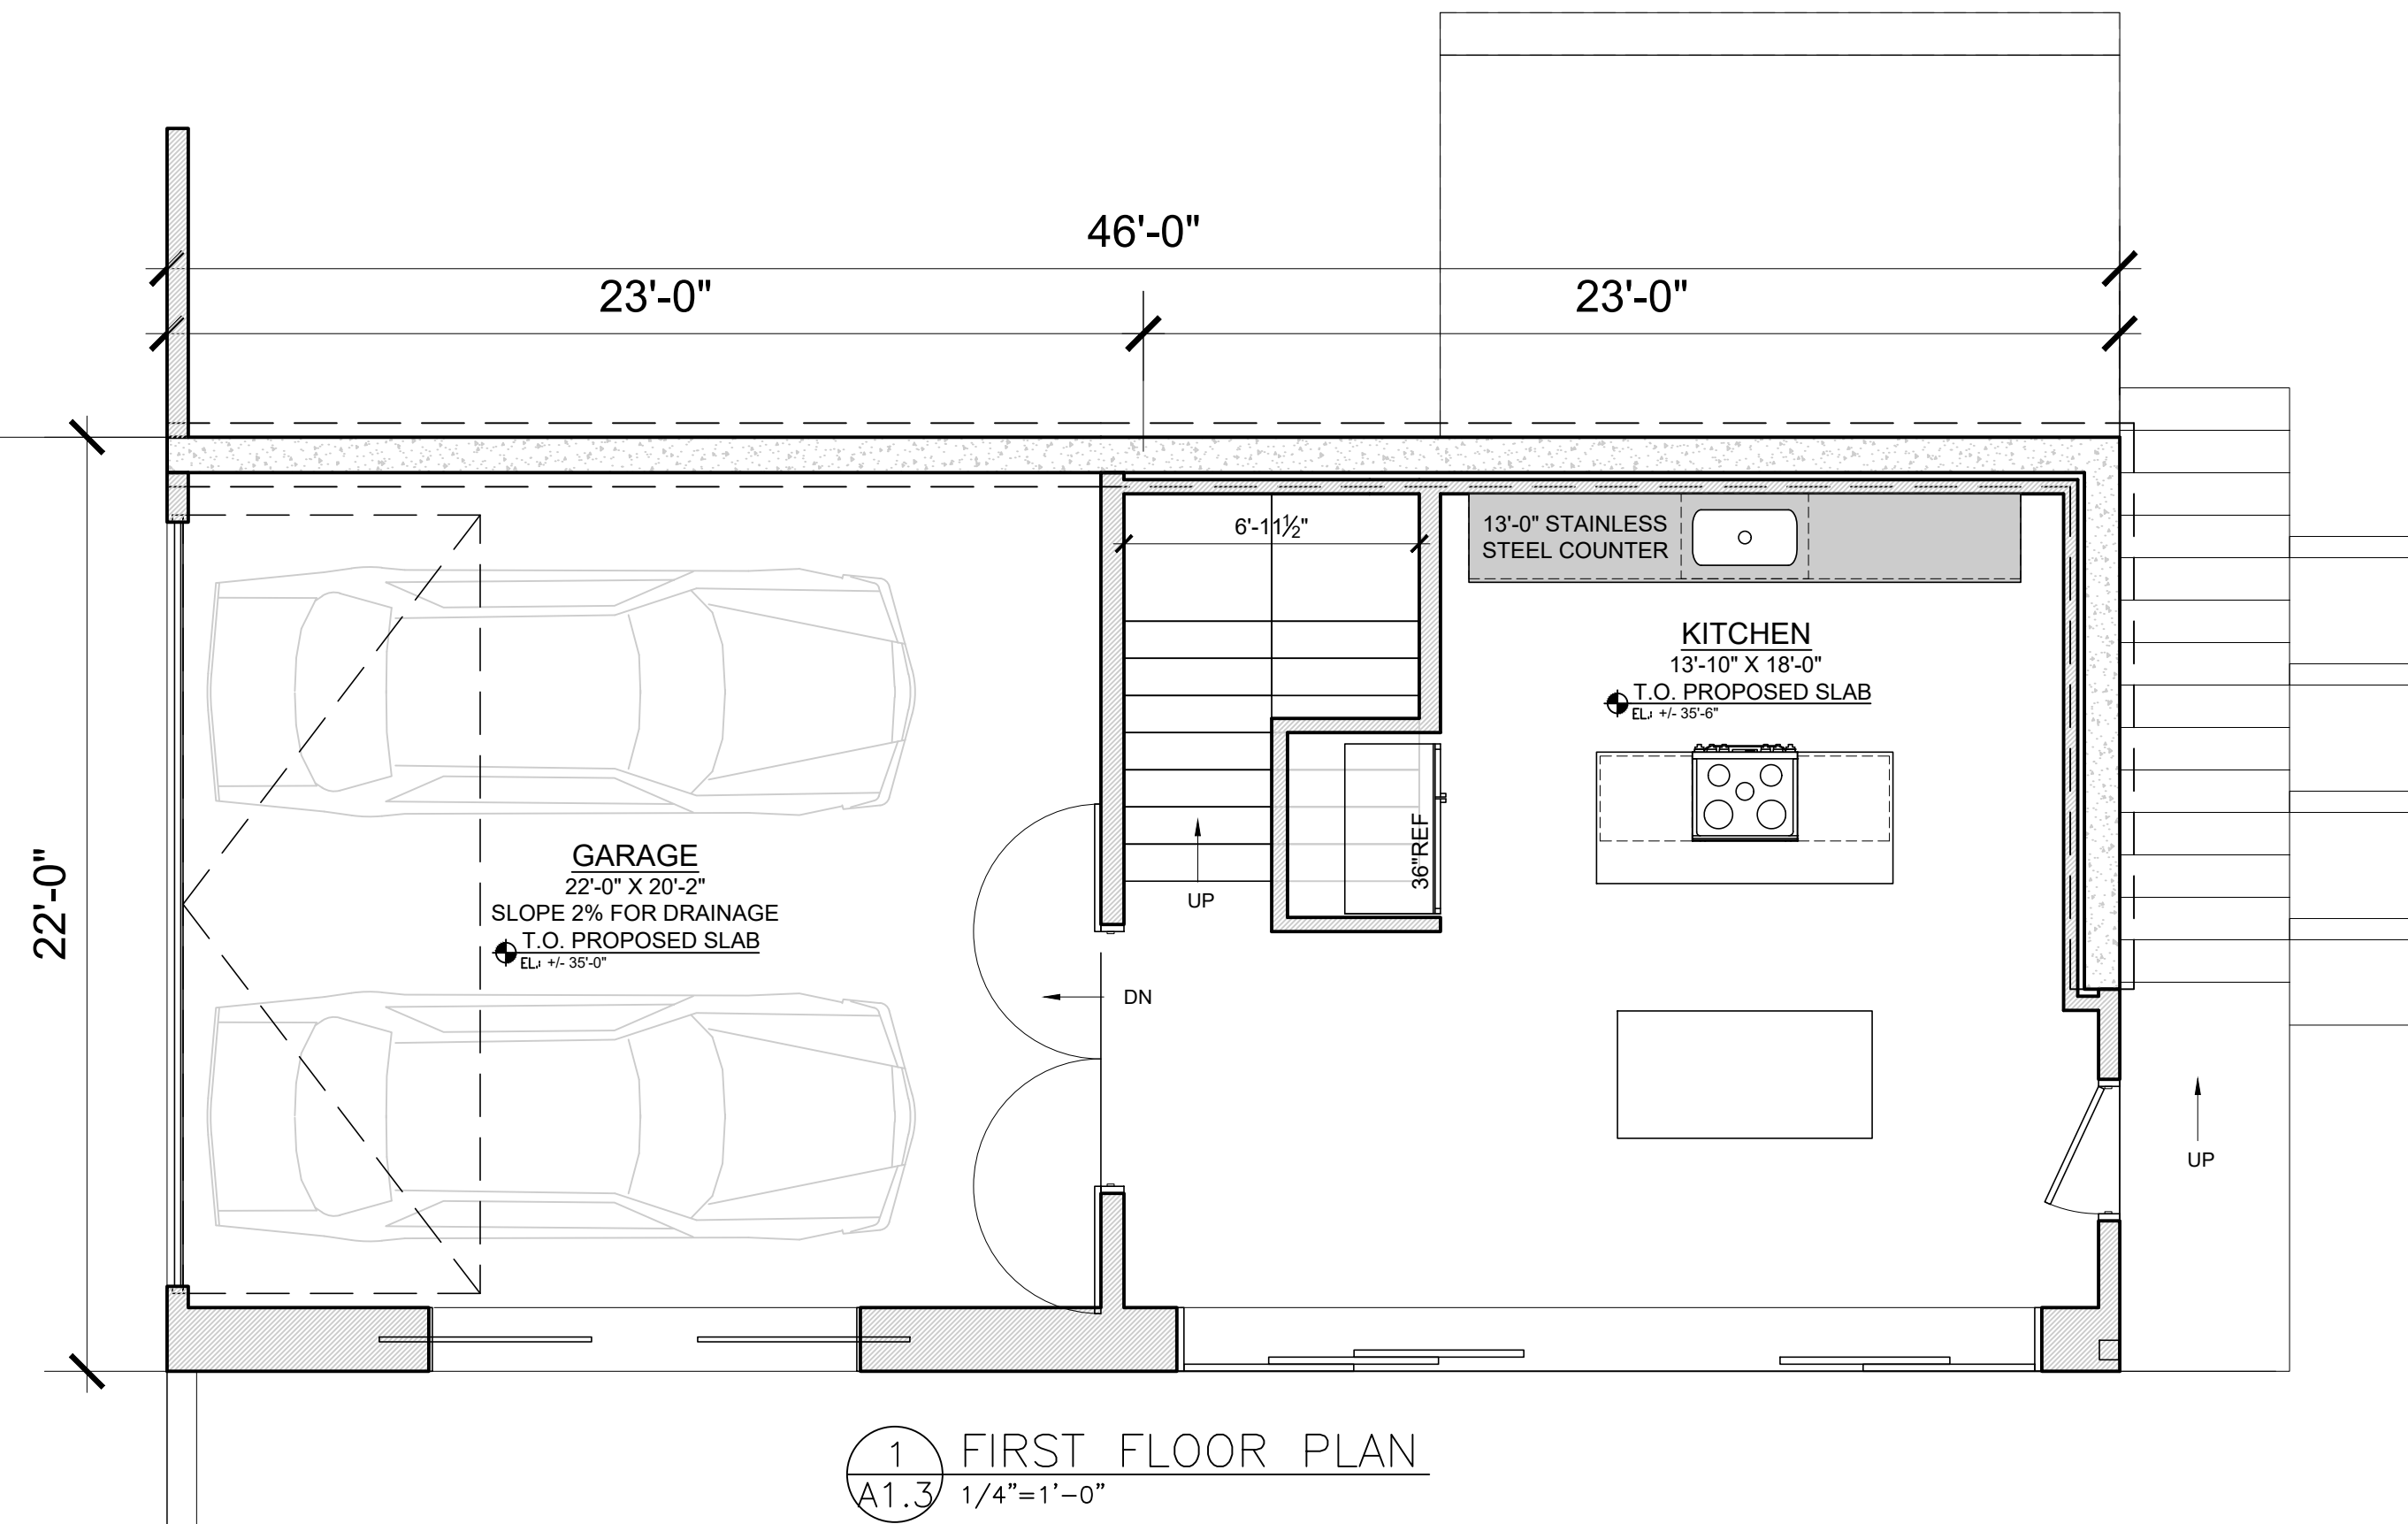 46'-0"
23'-0"
23'-0"
22'-0"
6'-11½"
13'-0" STAINLESS
STEEL COUNTER
KITCHEN
13'-10" X 18'-0"
T.O. PROPOSED SLAB
EL.: +/- 35'-6"
36"REF
UP
GARAGE
22'-0" X 20'-2"
SLOPE 2% FOR DRAINAGE
T.O. PROPOSED SLAB
EL.: +/- 35'-0"
DN
UP
1 FIRST FLOOR PLAN
A1.3 1/4"=1'-0"